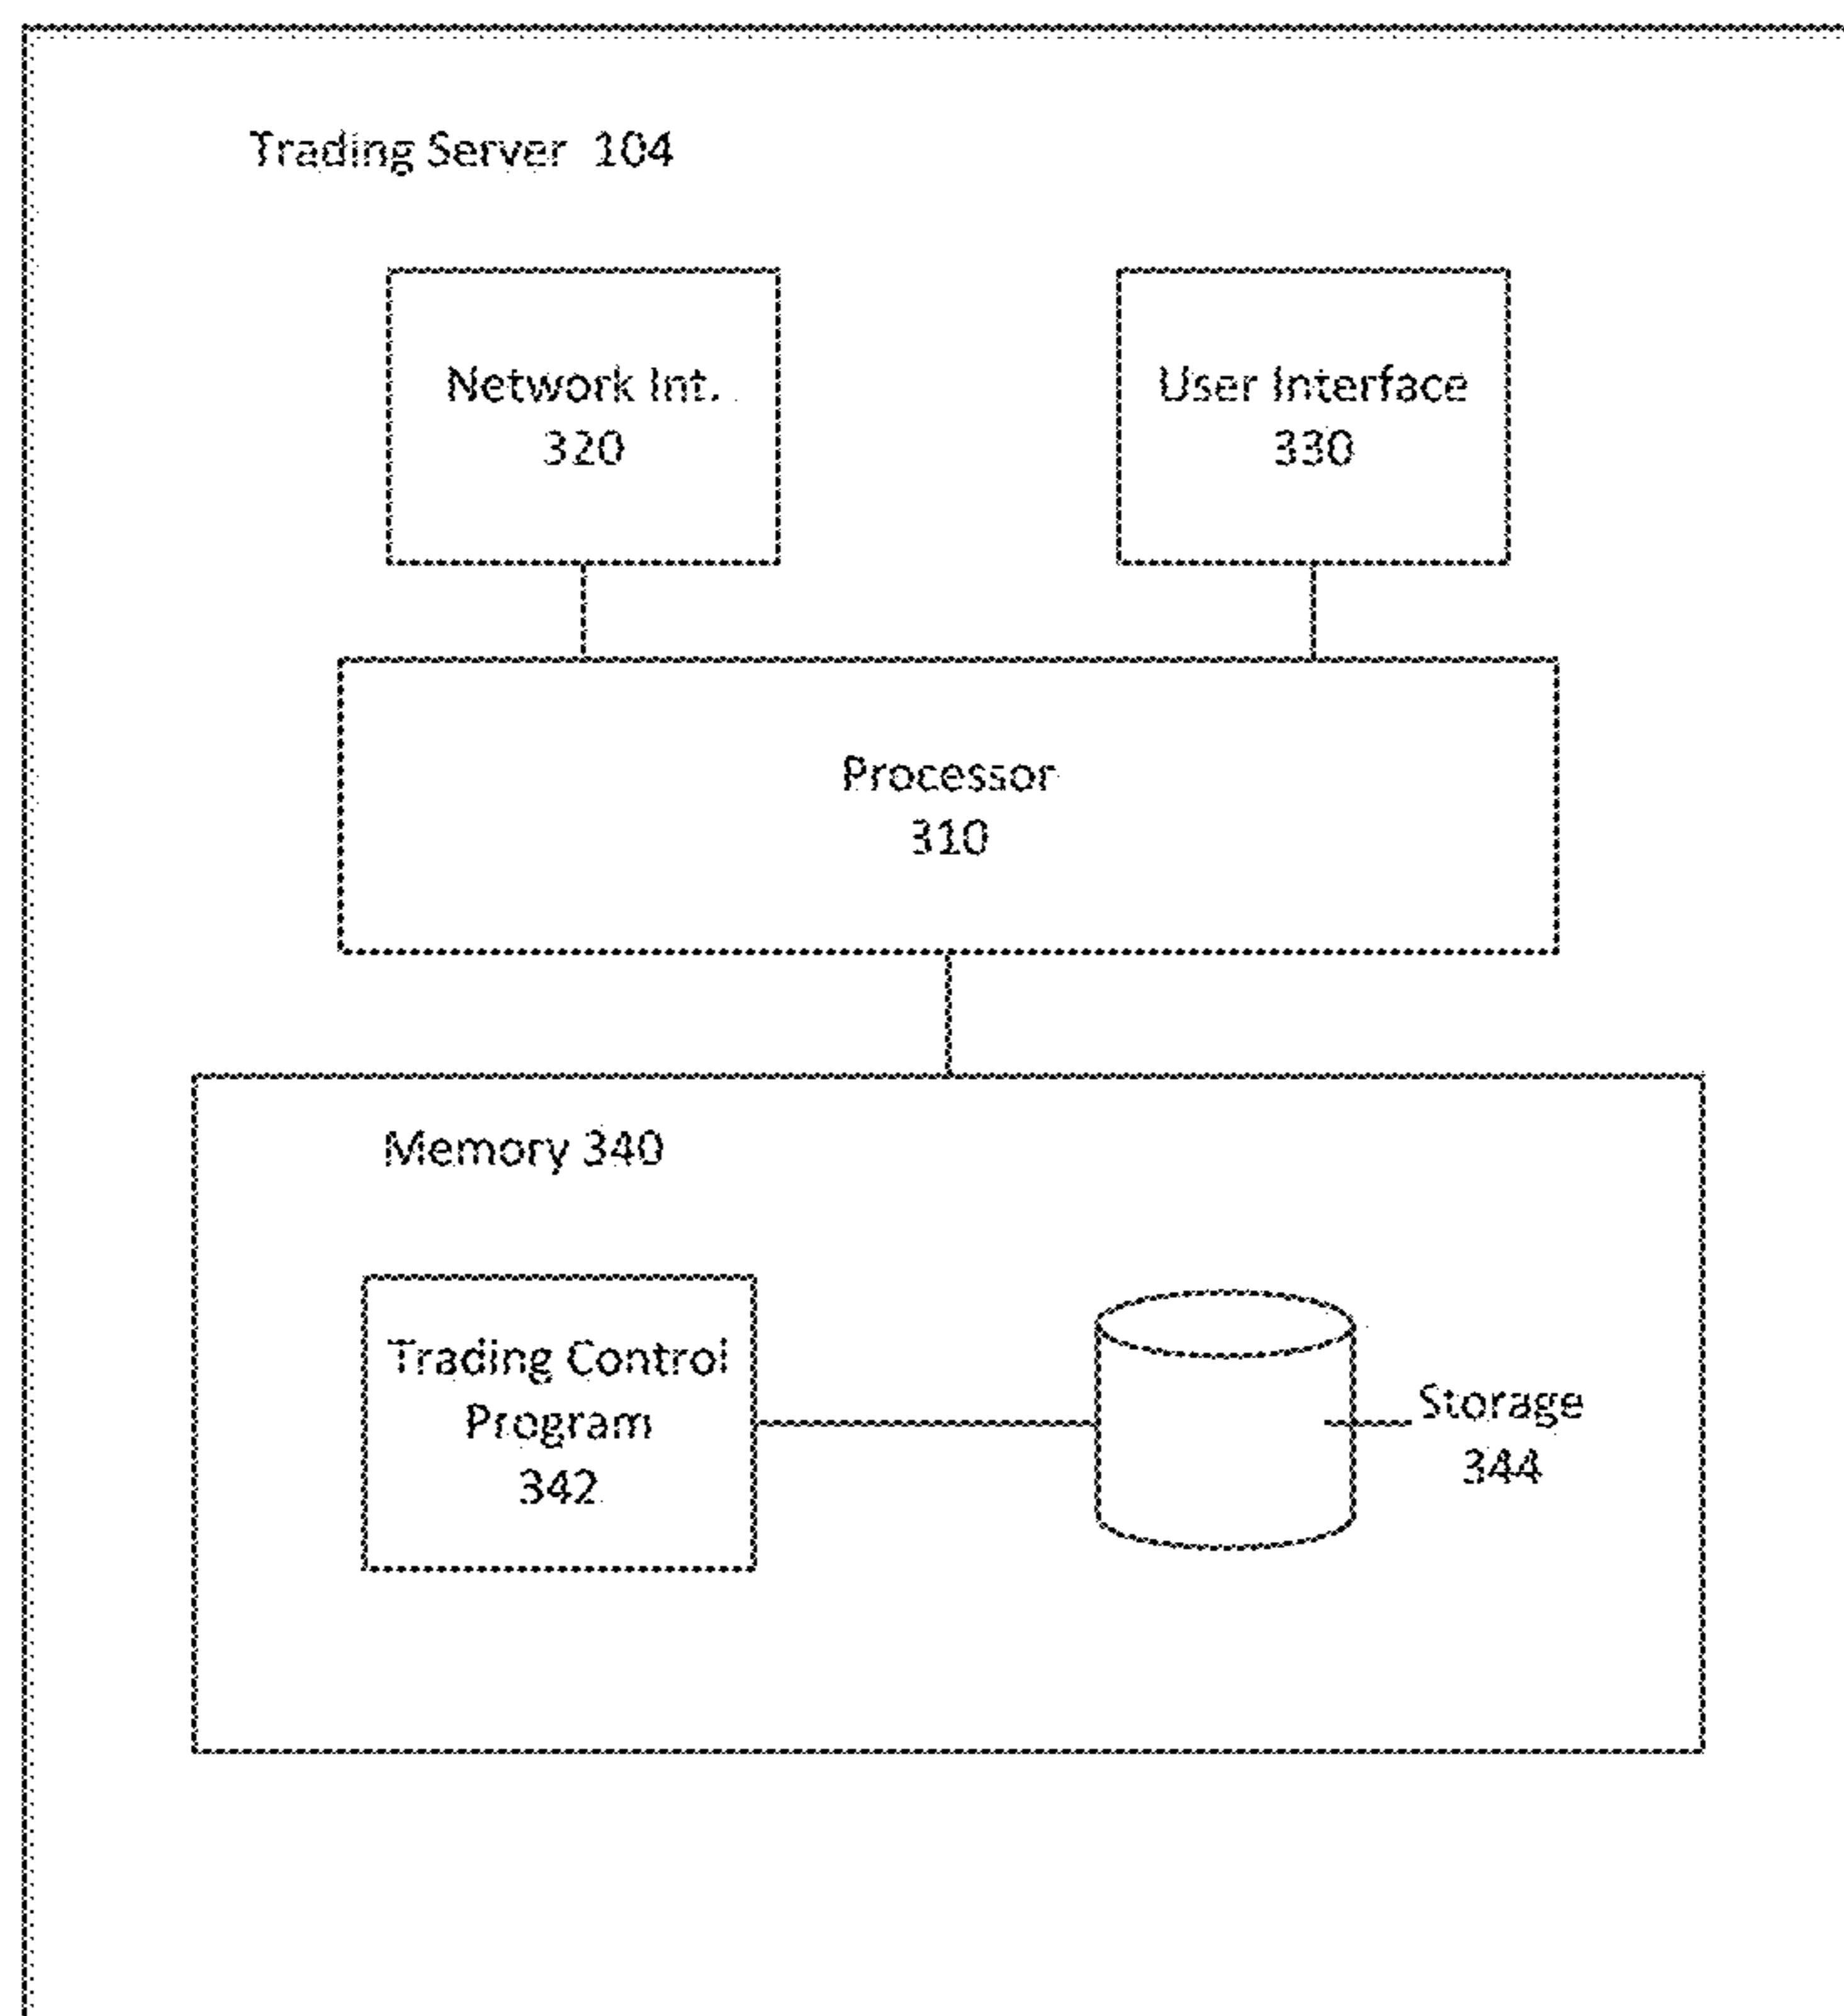 Trading Server 104
Network Int.
320
User Interface
330
Processor
310
Memory 340
Trading Control
Program
342
Storage
344